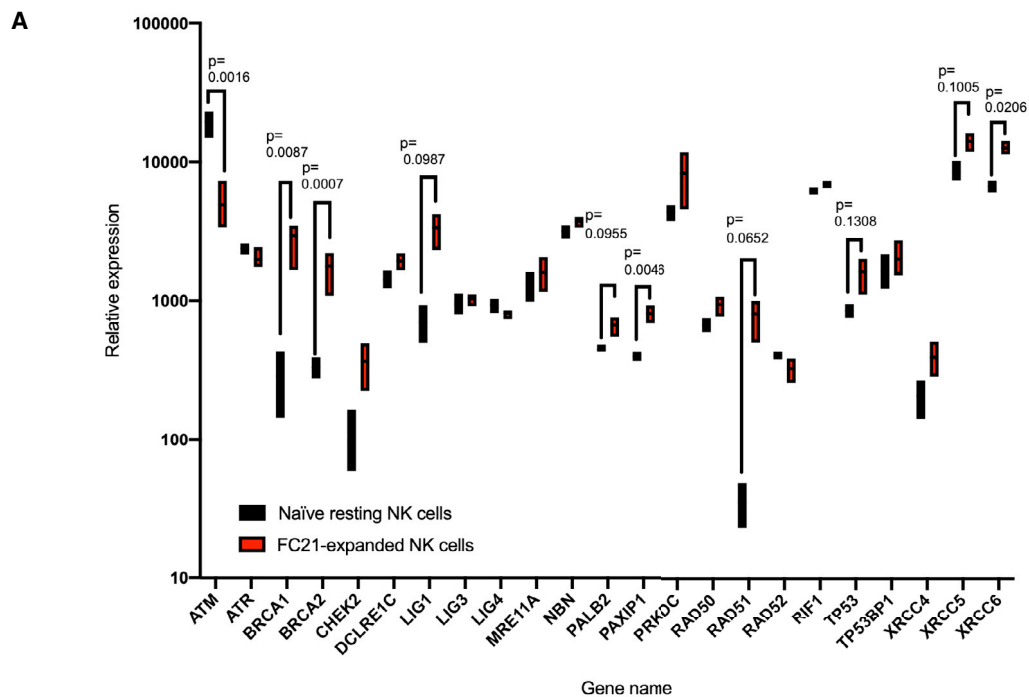 A
100000
10000
1000
100
10
Relative expression
p=
0.0016
p=
0.0087
p=
0.0007
p=
0.0987
p=
0.0955
p=
0.0046
p=
0.0652
p=
0.1308
p=
0.1005
p=
0.0206
Naïve resting NK cells
FC21-expanded NK cells
ATM
ATR
BRCA1
BRCA2
CHEK2
DCLRE1C
LIG1
LIG3
LIG4
MRE11A
NBN
PALB2
PAXIP1
PRKDC
RAD50
RAD51
RAD52
RIF1
TP53
TP53BP1
XRCC4
XRCC5
XRCC6
Gene name